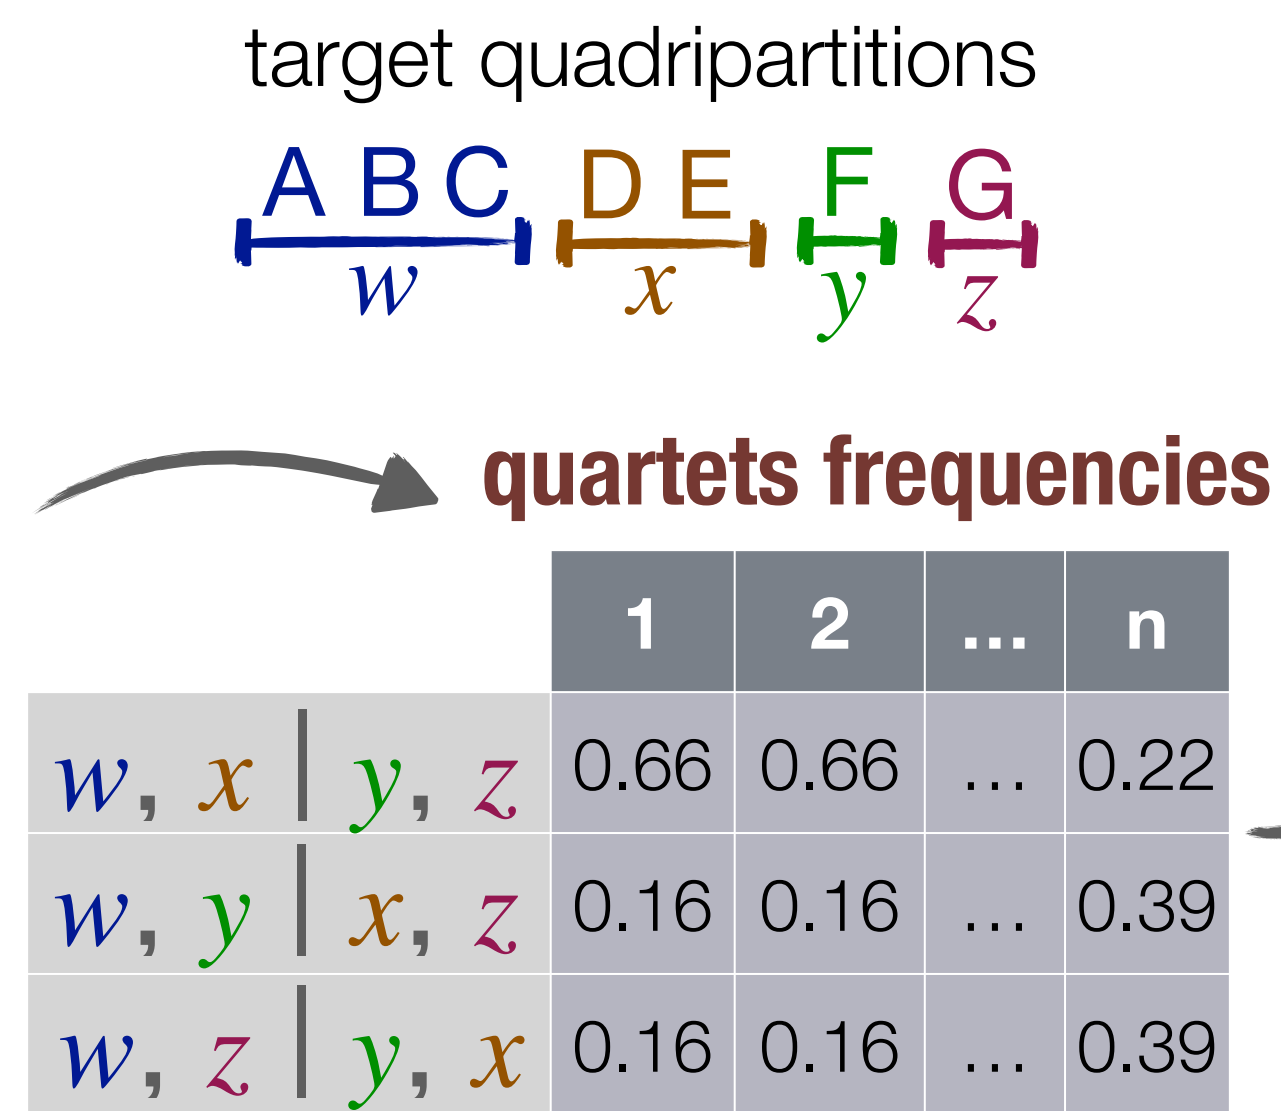 target quadripartitions
A B C D E F G
w x y z
quartets frequencies
1 2 … n
w, x | y, z 0.66 0.66 … 0.22
w, y | x, z 0.16 0.16 … 0.39
w, z | y, x 0.16 0.16 … 0.39